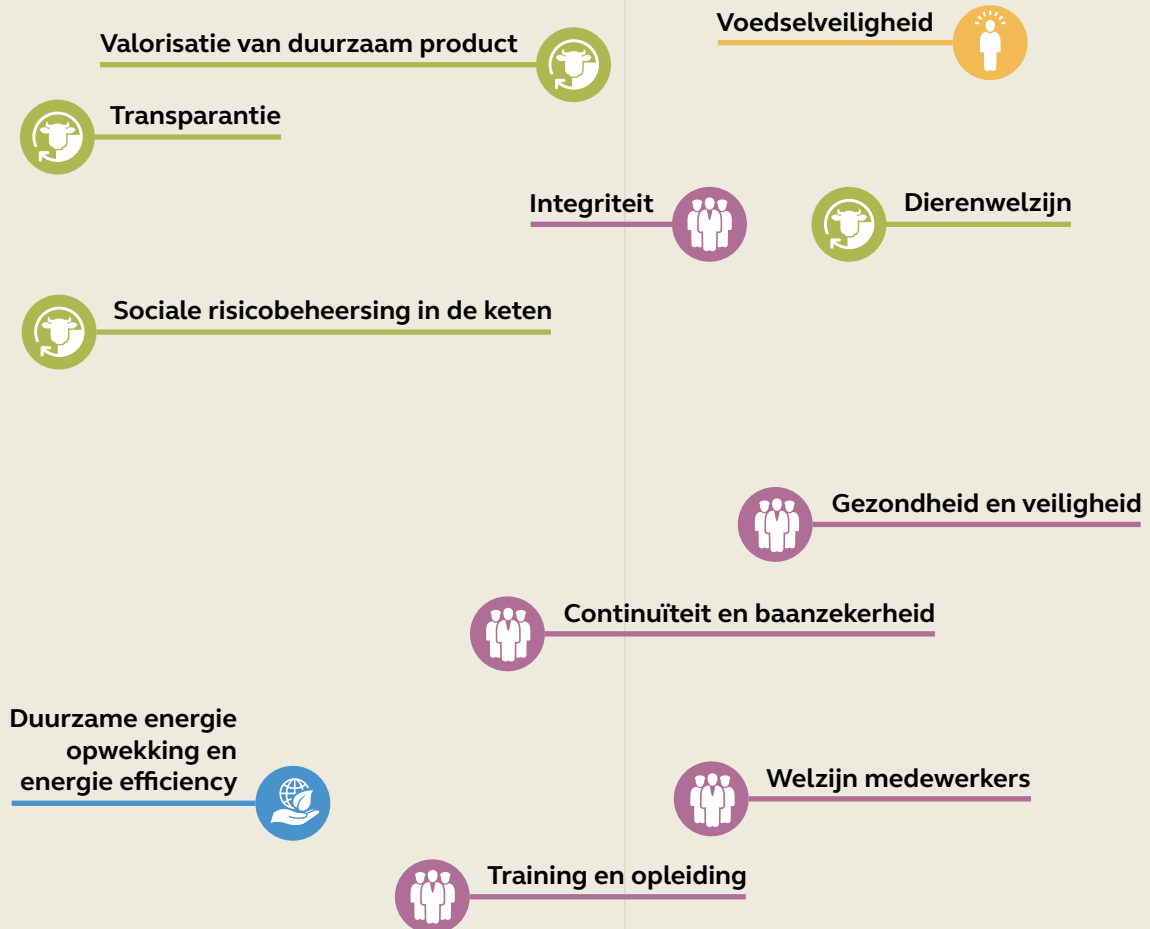 Voedselveiligheid
Valorisatie van duurzaam product
Transparantie
Integriteit
Dierenwelzijn
Sociale risicobeheersing in de keten
Gezondheid en veiligheid
Continuïteit en baanzekerheid
Duurzame energie
opwekking en
energie efficiency
Welzijn medewerkers
Training en opleiding